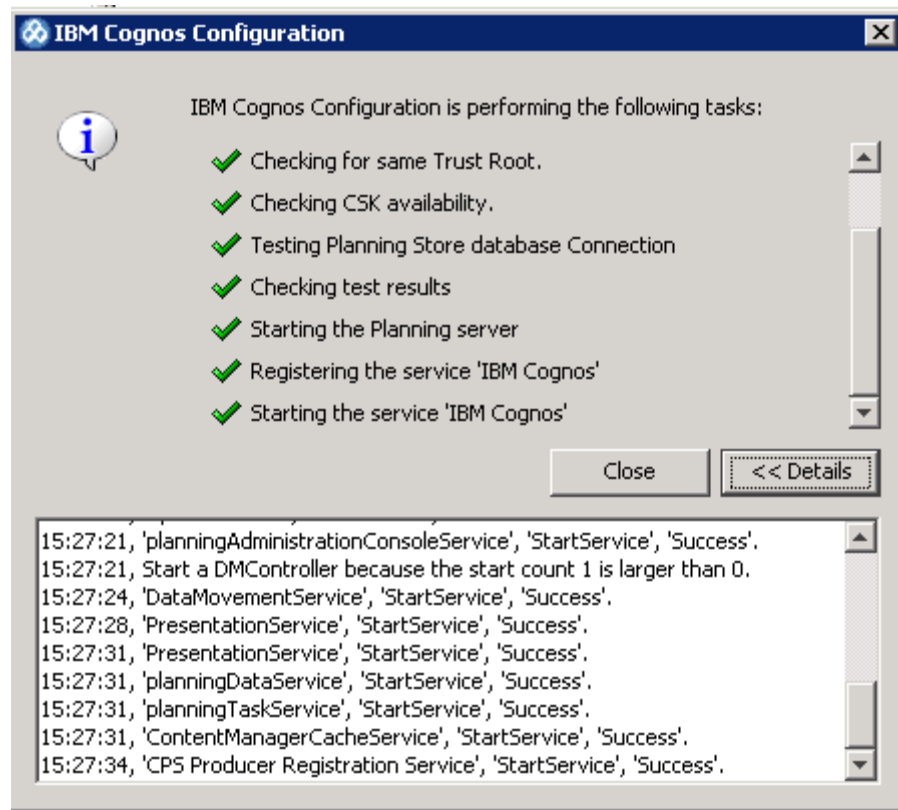 IBM Cognos Configuration
IBM Cognos Configuration is performing the following tasks:
Checking for same Trust Root.
Checking CSK availability.
Testing Planning Store database Connection
Checking test results
Starting the Planning server
Registering the service 'IBM Cognos'
Starting the service 'IBM Cognos'
Close
<< Details
15:27:21, 'planningAdministrationConsoleService', 'StartService', 'Success'.
15:27:21, Start a DMController because the start count 1 is larger than 0.
15:27:24, 'DataMovementService', 'StartService', 'Success'.
15:27:28, 'PresentationService', 'StartService', 'Success'.
15:27:31, 'PresentationService', 'StartService', 'Success'.
15:27:31, 'planningDataService', 'StartService', 'Success'.
15:27:31, 'planningTaskService', 'StartService', 'Success'.
15:27:31, 'ContentManagerCacheService', 'StartService', 'Success'.
15:27:34, 'CPS Producer Registration Service', 'StartService', 'Success'.